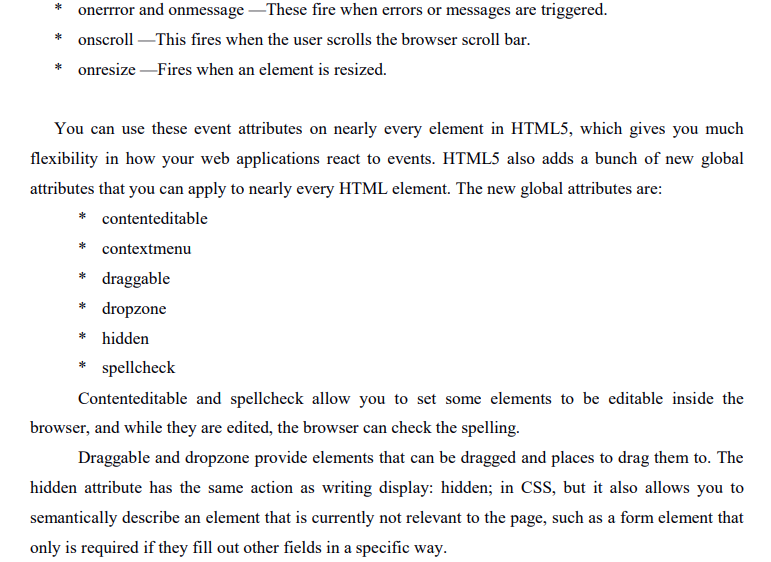 * onerrror and onmessage —These fire when errors or messages are triggered.
* onscroll —This fires when the user scrolls the browser scroll bar.
* onresize —Fires when an element is resized.
You can use these event attributes on nearly every element in HTML5, which gives you much
flexibility in how your web applications react to events. HTML5 also adds a bunch of new global
attributes that you can apply to nearly every HTML element. The new global attributes are:
* contenteditable
* contextmenu
* draggable
* dropzone
* hidden
* spellcheck
Contenteditable and spellcheck allow you to set some elements to be editable inside the
browser, and while they are edited, the browser can check the spelling.
Draggable and dropzone provide elements that can be dragged and places to drag them to. The
hidden attribute has the same action as writing display: hidden; in CSS, but it also allows you to
semantically describe an element that is currently not relevant to the page, such as a form element that
only is required if they fill out other fields in a specific way.